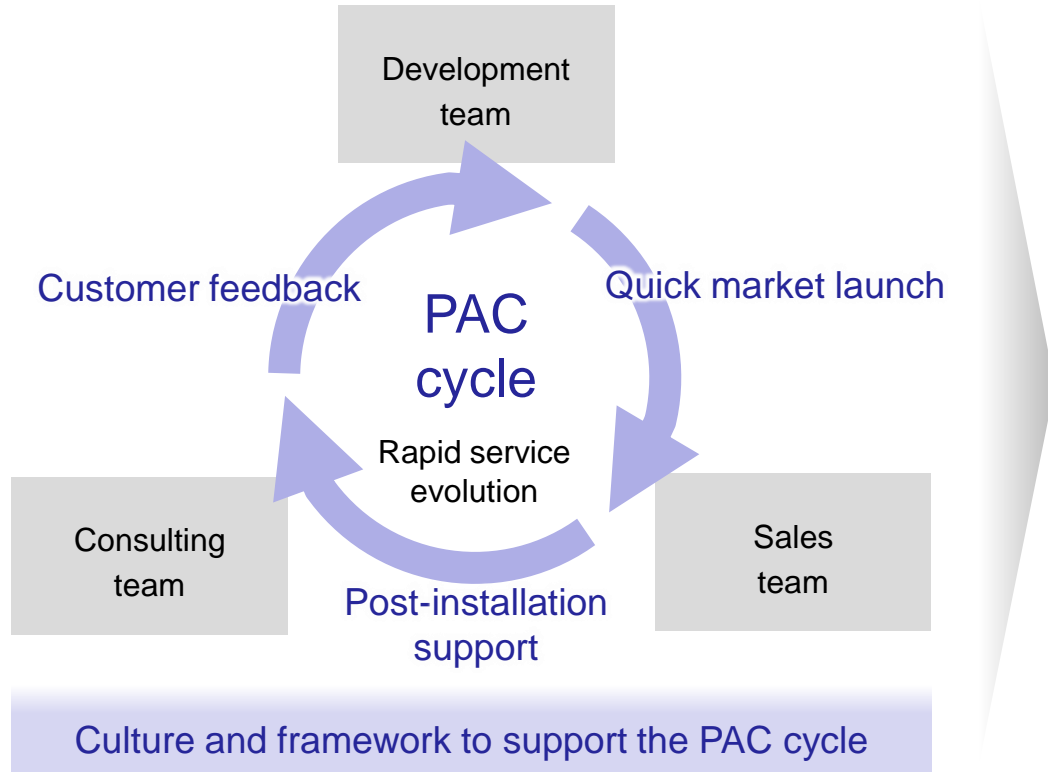 Development
team
Customer feedback
Quick market launch
PAC
cycle
Rapid service
evolution
Consulting
team
Sales
team
Post-installation
support
Culture and framework to support the PAC cycle